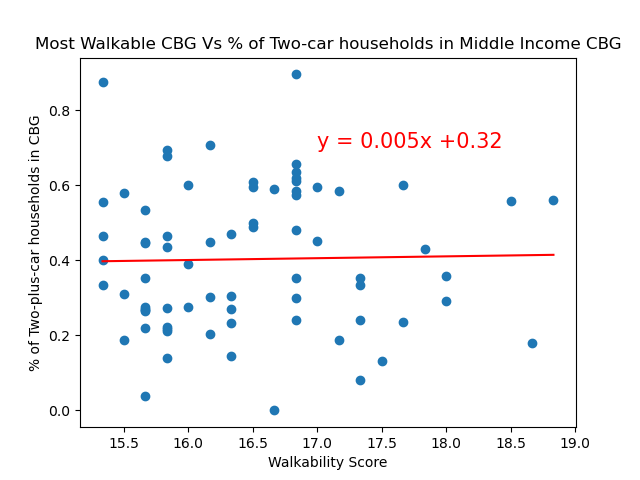 Most Walkable CBG Vs % of Two-car households in Middle Income CBG
% of Two-plus-car households in CBG
0.8
0.6
0.4
0.2
0.0
y = 0.005x +0.32
15.5 16.0 16.5 17.0 17.5 18.0 18.5 19.0
Walkability Score